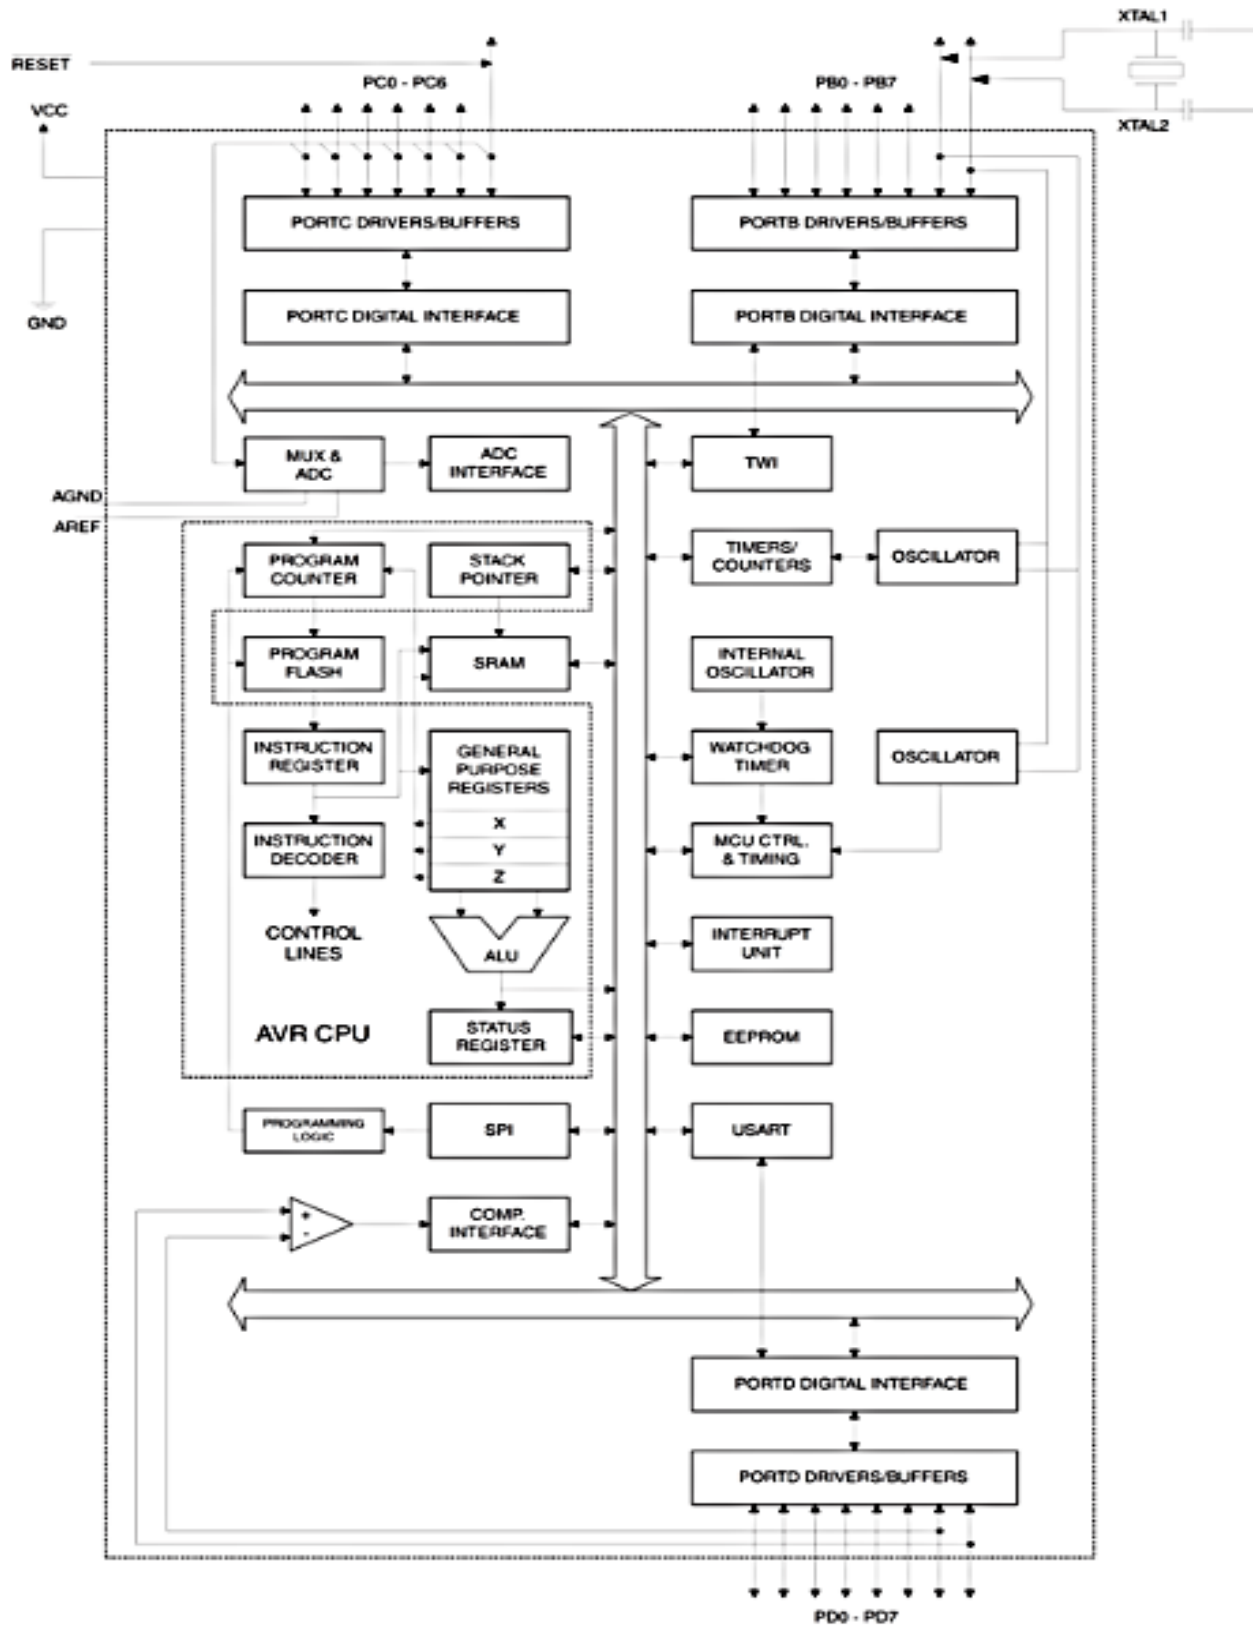 XTAL1
RESET
PC0 - PC6
PB0 - PB7
VCC
XTAL2
PORTC DRIVERS/BUFFERS
PORTB DRIVERS/BUFFERS
GND
PORTC DIGITAL INTERFACE
PORTB DIGITAL INTERFACE
MUX &
ADC
ADC
INTERFACE
TWI
AGND
AREF
PROGRAM
COUNTER
STACK
POINTER
TIMERS/
COUNTERS
OSCILLATOR
PROGRAM
FLASH
SRAM
INTERNAL
OSCILLATOR
INSTRUCTION
REGISTER
GENERAL
PURPOSE
REGISTERS
X
Y
Z
WATCHDOG
TIMER
OSCILLATOR
INSTRUCTION
DECODER
MCU CTRL.
& TIMING
CONTROL
LINES
ALU
INTERRUPT
UNIT
AVR CPU
STATUS
REGISTER
EEPROM
PROGRAMMING
LOGIC
SPI
USART
+
-
COMP.
INTERFACE
PORTD DIGITAL INTERFACE
PORTD DRIVERS/BUFFERS
PD0 - PD7